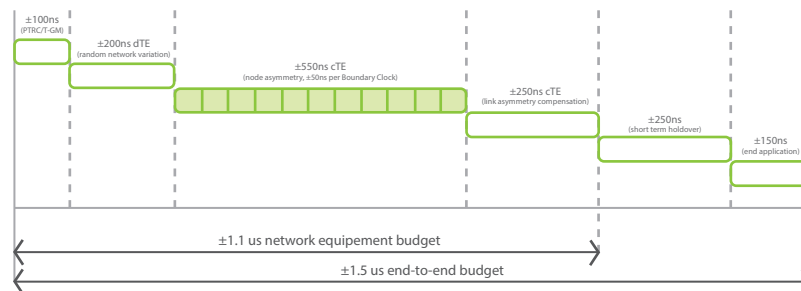 ±100ns
(PTRC/T-GM)
±200ns dTE
(random network variation)
±550ns cTE
(node asymmetry, ±50ns per Boundary Clock)
±250ns cTE
(link asymmetry compensation)
±250ns
(short term holdover)
±150ns
(end application)
±1.1 us network equipement budget
±1.5 us end-to-end budget